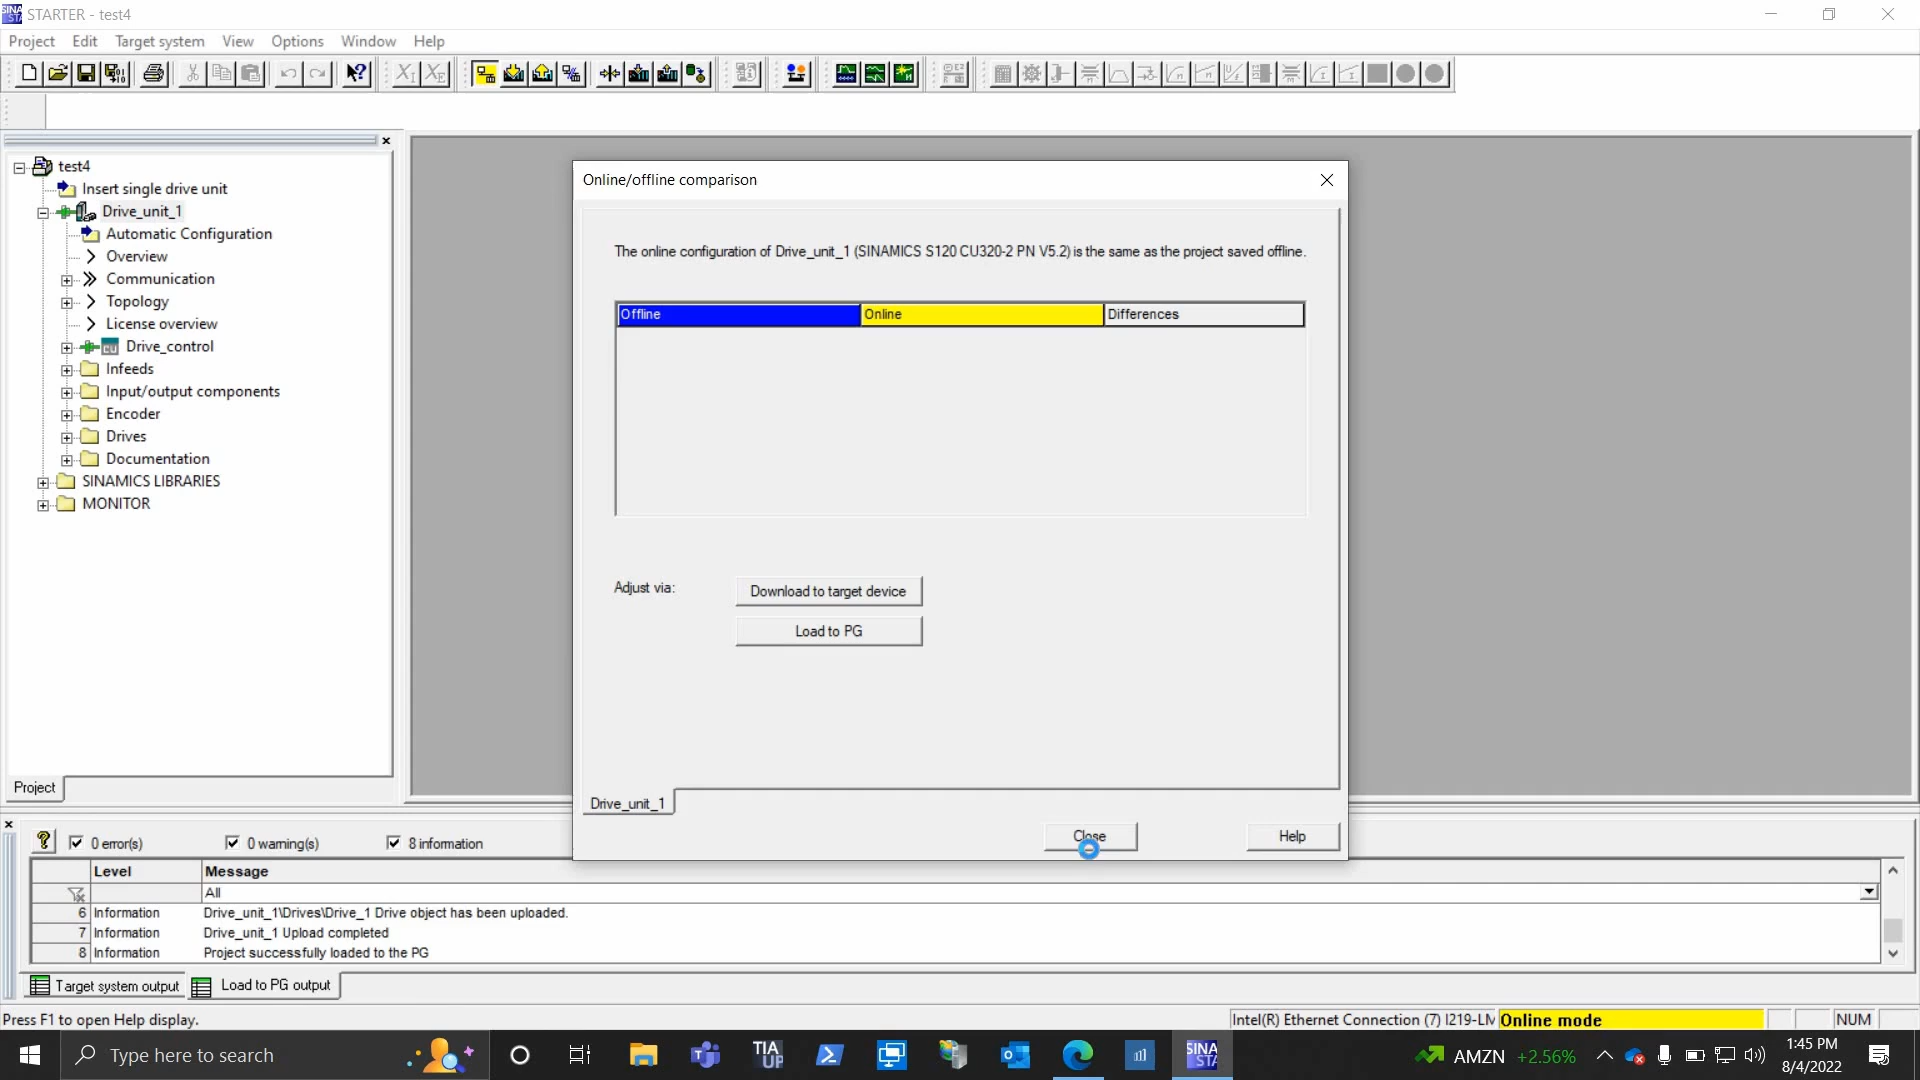 STARTER - test4
Project Edit Target system View Options Window Help
test4
Insert single drive unit
Drive_unit_1
Automatic Configuration
Overview
Communication
Topology
License overview
Drive_control
Infeeds
Input/output components
Encoder
Drives
Documentation
SINAMICS LIBRARIES
MONITOR
Project
Online/offline comparison
The online configuration of Drive_unit_1 (SINAMICS S120 CU320-2 PN V5.2) is the same as the project saved offline.
Offline Online Differences
Adjust via:
Download to target device
Load to PG
Drive_unit_1
Close Help
0 error(s) 0 warning(s) 8 information
Level Message
All
6 Information Drive_unit_1\Drives\Drive_1 Drive object has been uploaded.
7 Information Drive_unit_1 Upload completed
8 Information Project successfully loaded to the PG
Target system output Load to PG output
Press F1 to open Help display.
Intel(R) Ethernet Connection (7) I219-LM Online mode NUM
Type here to search
AMZN +2.56%
1:45 PM
8/4/2022